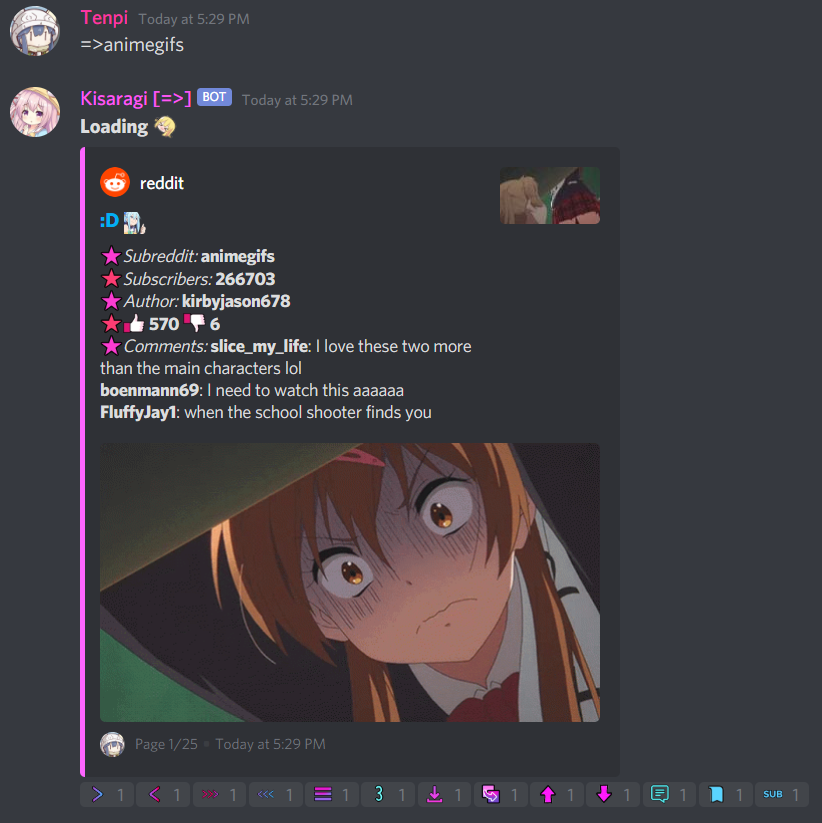 Tenpi Today at 5:29 PM
=>animegifs
Kisaragi [=>] BOT Today at 5:29 PM
Loading
reddit
:D
Subreddit: animegifs
Subscribers: 266703
Author: kirbyjason678
570 6
Comments: slice_my_life: I love these two more
than the main characters lol
boenmann69: I need to watch this aaaaaa
FluffyJay1: when the school shooter finds you
Page 1/25 • Today at 5:29 PM
> 1 < 1 >>> 1 <<< 1 1 3 1 1 1 1 1 1 1 SUB 1